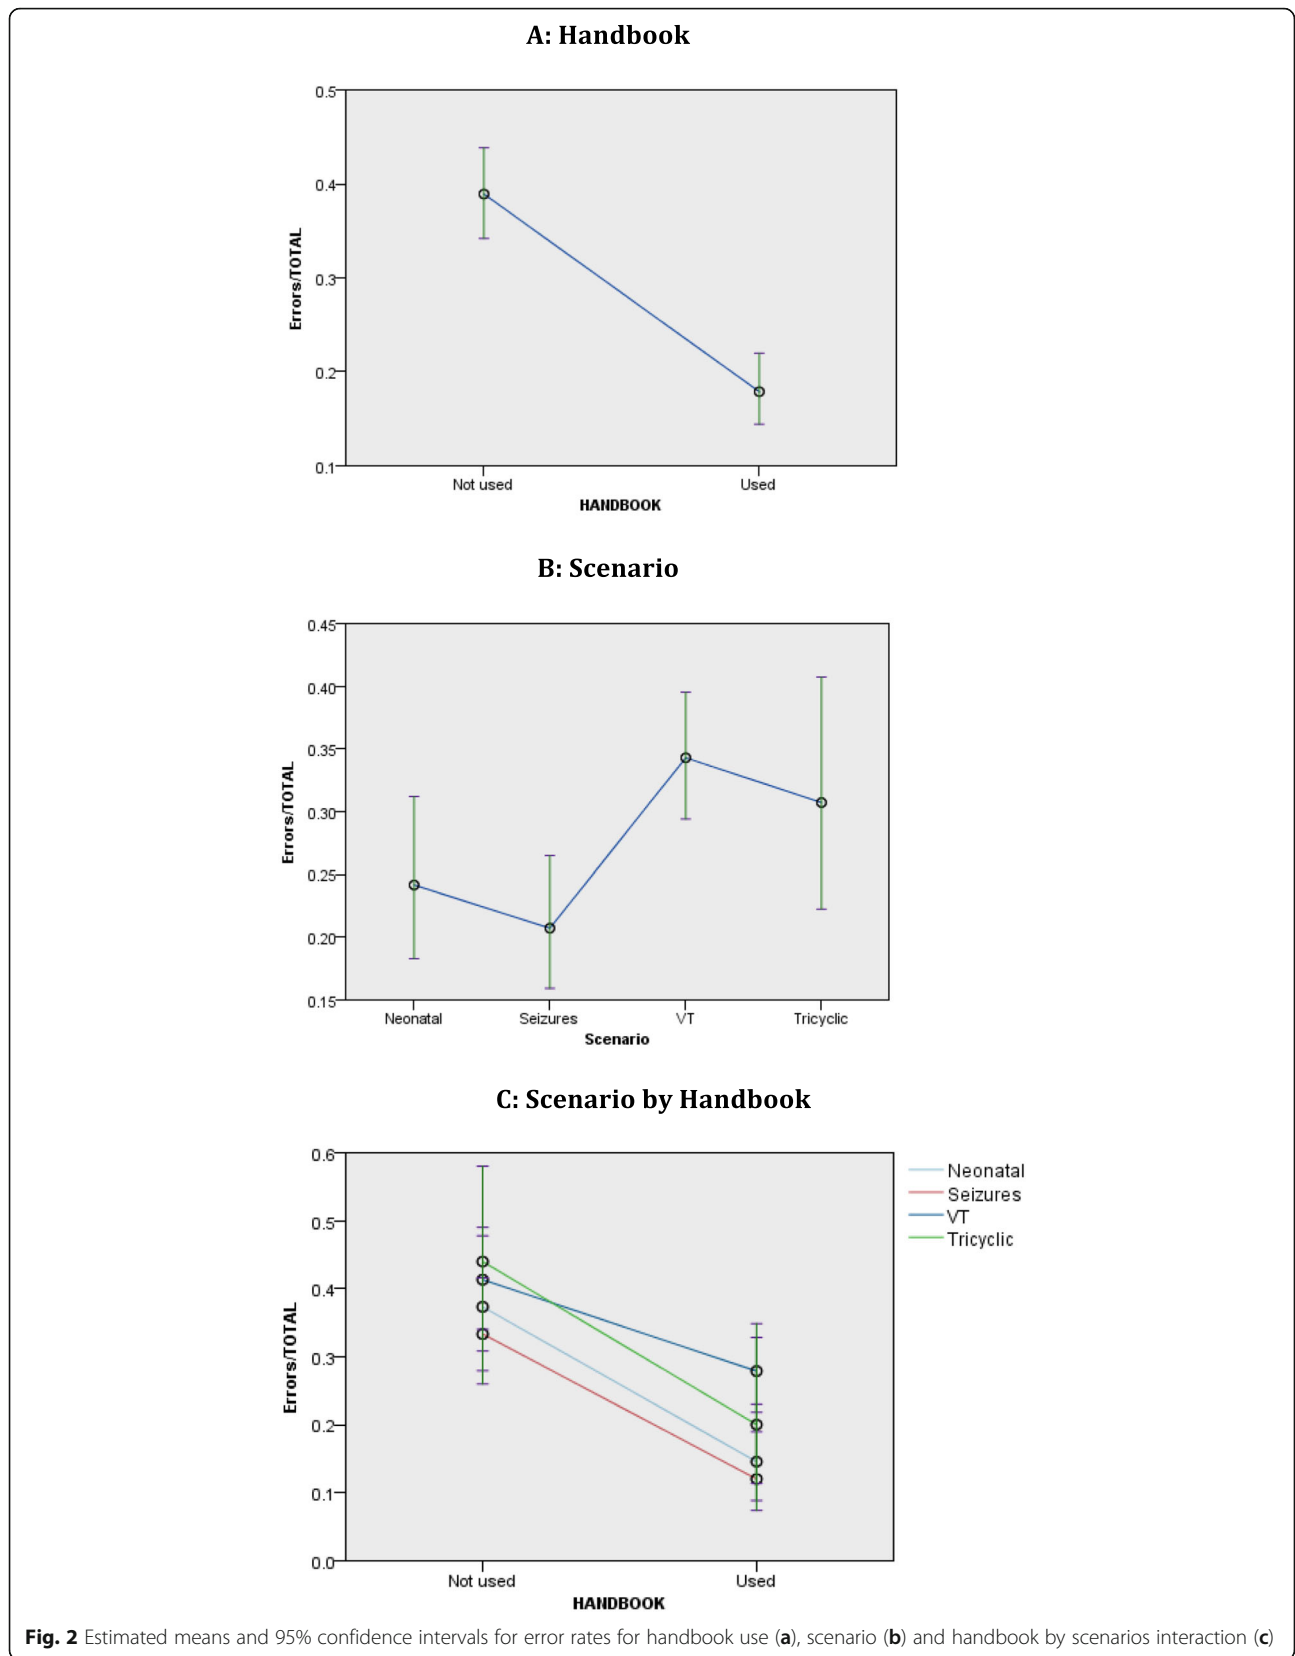 A: Handbook
0.5
0.4
0.3
0.2
0.1
Errors/TOTAL
Not used
Used
HANDBOOK
B: Scenario
0.45
0.40
0.35
0.30
0.25
0.20
0.15
Errors/TOTAL
Neonatal
Seizures
VT
Tricyclic
Scenario
C: Scenario by Handbook
0.6
0.5
0.4
0.3
0.2
0.1
0.0
Errors/TOTAL
Neonatal
Seizures
VT
Tricyclic
Not used
Used
HANDBOOK
Fig. 2 Estimated means and 95% confidence intervals for error rates for handbook use (a), scenario (b) and handbook by scenarios interaction (c)